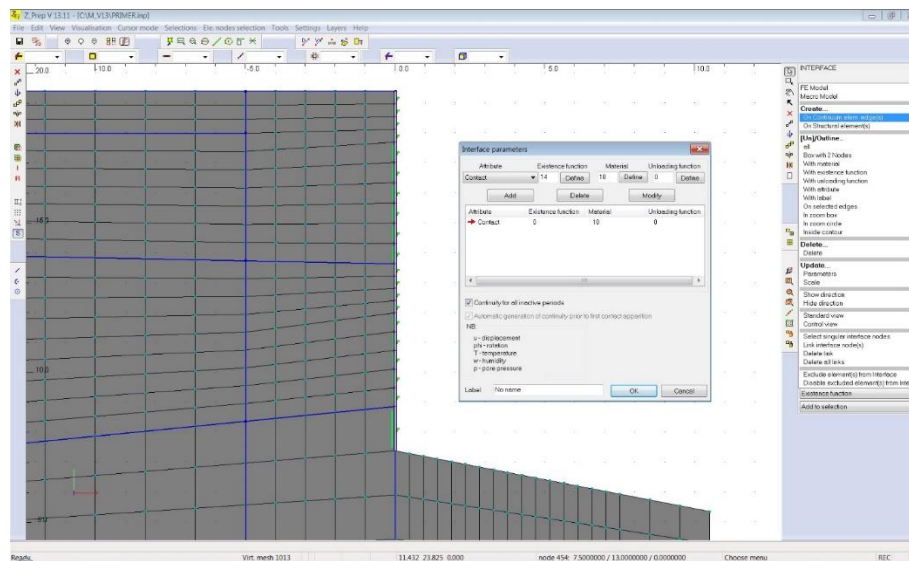 Z_Prep V 13.11 - [C:\M_VL3\PRIMER.inp]
File Edit View Visualisation Cursor mode Selections Ele. nodes selection Tools Settings Layers Help
20.0 -10.0 -5.0 0.0 5.0 10.0
10.0
INTERFACE
FE Model
Macro Model
Create...
On Continuum elem. edge(s)
On Structural element(s)
[Un]/Outline...
all
Box with 2 Nodes
With material
With existence function
With unloading function
With attribute
With label
On selected edges
In zoom box
In zoom circle
Inside contour
Delete...
Delete
Update...
Parameters
Scale
Show direction
Hide direction
Standard view
Control view
Select singular interface nodes
Link interface node(s)
Delete link
Delete all links
Exclude element(s) from Interface
Disable excluded element(s) from Inte
Existence function
Add to selection
Interface parameters
Attribute Existence function Material Unloading function
Contact 14 Define 18 Define 0 Define
Add Delete Modify
Attribute Existence function Material Unloading function
Contact 0 18 0
Continuity for all inactive periods
Automatic generation of continuity prior to first contact apparition
NB:
u - displacement
phi - rotation
T - temperature
w - humidity
p - pore pressure
Label No name OK Cancel
Ready, Virt. mesh 1013 11.432 23.825 0.000 node 454: 7.5000000 / 13.0000000 / 0.0000000 Choose menu REC